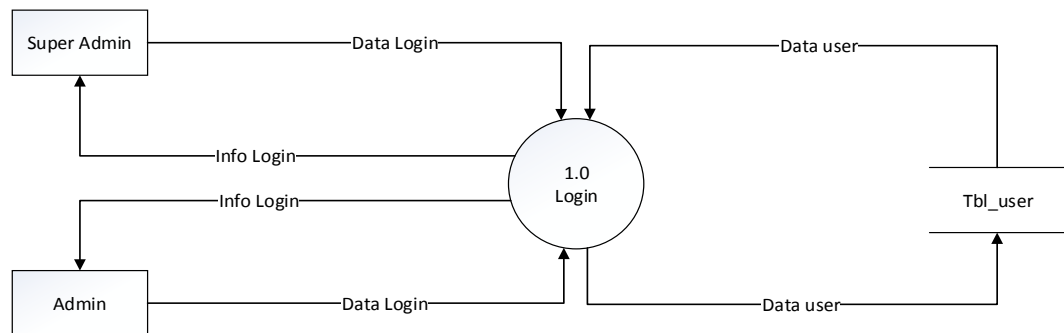 Super Admin
Data Login
Data user
Info Login
1.0
Login
Info Login
Tbl_user
Admin
Data Login
Data user